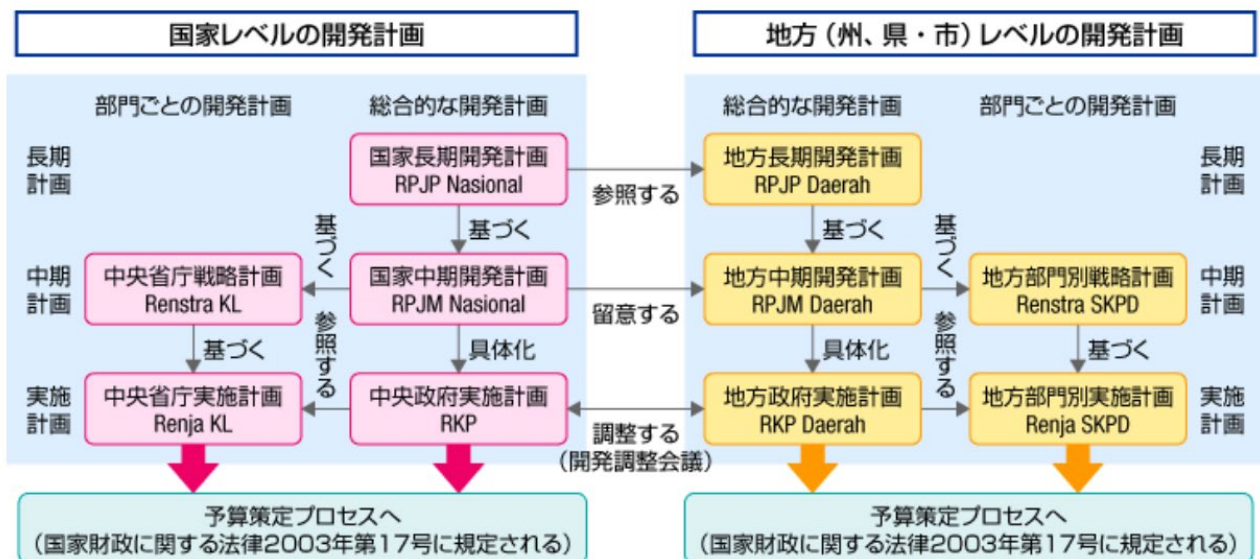 国家レベルの開発計画
地方（州、県・市）レベルの開発計画
部門ごとの開発計画
総合的な開発計画
総合的な開発計画
部門ごとの開発計画
長期
計画
国家長期開発計画
RPJP Nasional
参照する
地方長期開発計画
RPJP Daerah
長期
計画
基づく
基づく
基づく
基づく
中期
計画
中央省庁戦略計画
Renstra KL
国家中期開発計画
RPJM Nasional
留意する
地方中期開発計画
RPJM Daerah
地方部門別戦略計画
Renstra SKPD
中期
計画
基づく
参照する
具体化
具体化
参照する
基づく
実施
計画
中央省庁実施計画
Renja KL
中央政府実施計画
RKP
調整する
（開発調整会議）
地方政府実施計画
RKP Daerah
地方部門別実施計画
Renja SKPD
実施
計画
予算策定プロセスへ
（国家財政に関する法律2003年第17号に規定される）
予算策定プロセスへ
（国家財政に関する法律2003年第17号に規定される）